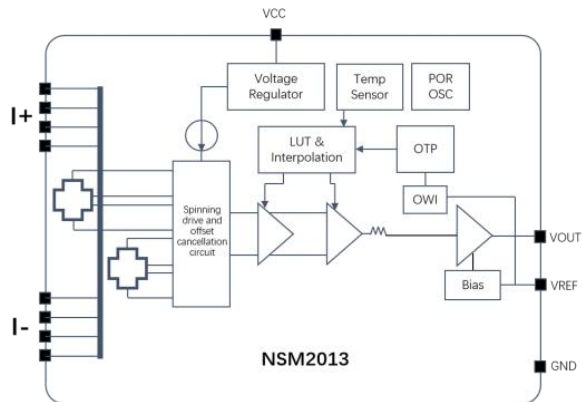 VCC
Voltage
Regulator
Temp
Sensor
POR
OSC
I+
LUT &
Interpolation
OTP
OWI
Spinning
drive and
offset
cancellation
circuit
VOUT
Bias
VREF
I-
NSM2013
GND